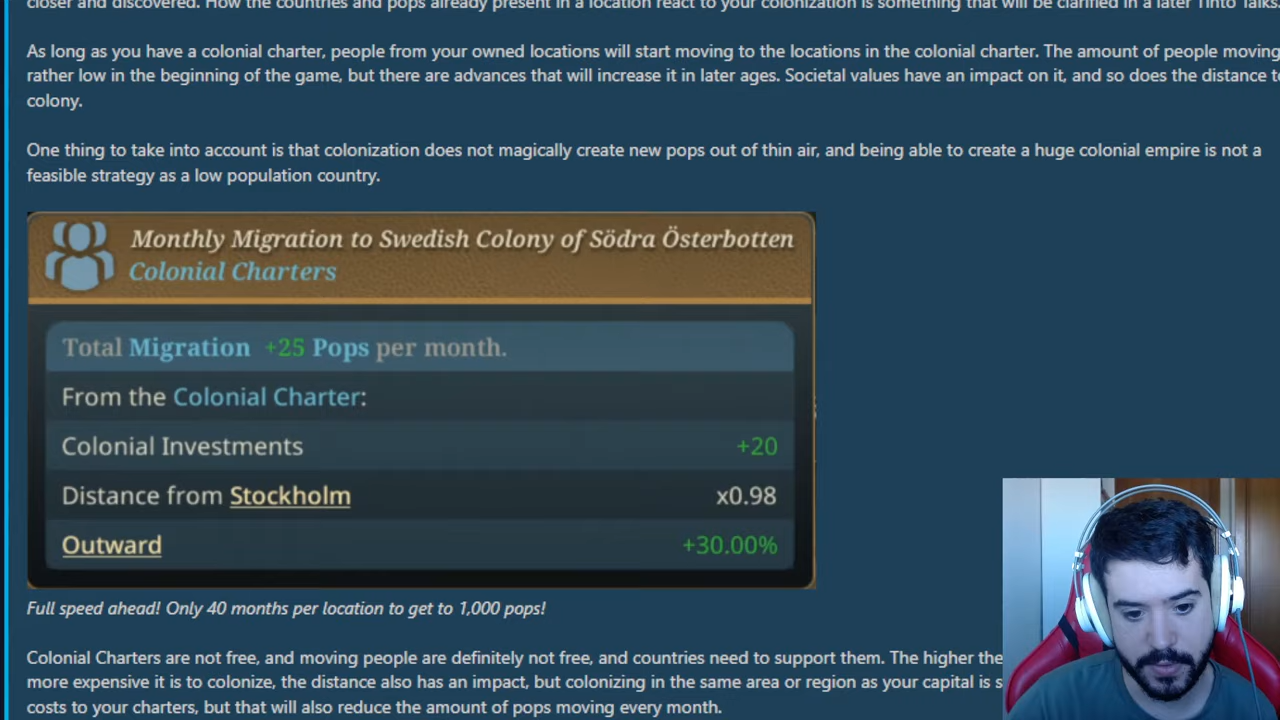 closer and discovered. How the countries and pops already present in a location react to your colonization is something that will be clarified in a later Tinto Talks.
As long as you have a colonial charter, people from your owned locations will start moving to the locations in the colonial charter. The amount of people moving
rather low in the beginning of the game, but there are advances that will increase it in later ages. Societal values have an impact on it, and so does the distance t
colony.
One thing to take into account is that colonization does not magically create new pops out of thin air, and being able to create a huge colonial empire is not a
feasible strategy as a low population country.
Monthly Migration to Swedish Colony of Södra Österbotten
Colonial Charters
Total Migration +25 Pops per month.
From the Colonial Charter:
Colonial Investments +20
Distance from Stockholm x0.98
Outward +30.00%
Full speed ahead! Only 40 months per location to get to 1,000 pops!
Colonial Charters are not free, and moving people are definitely not free, and countries need to support them. The higher the
more expensive it is to colonize, the distance also has an impact, but colonizing in the same area or region as your capital is s
costs to your charters, but that will also reduce the amount of pops moving every month.